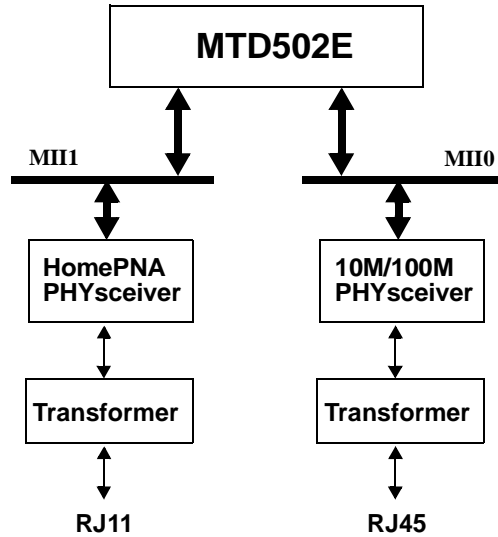 MTD502E
MII1
MII0
HomePNA
PHYsceiver
10M/100M
PHYsceiver
Transformer
Transformer
RJ11
RJ45